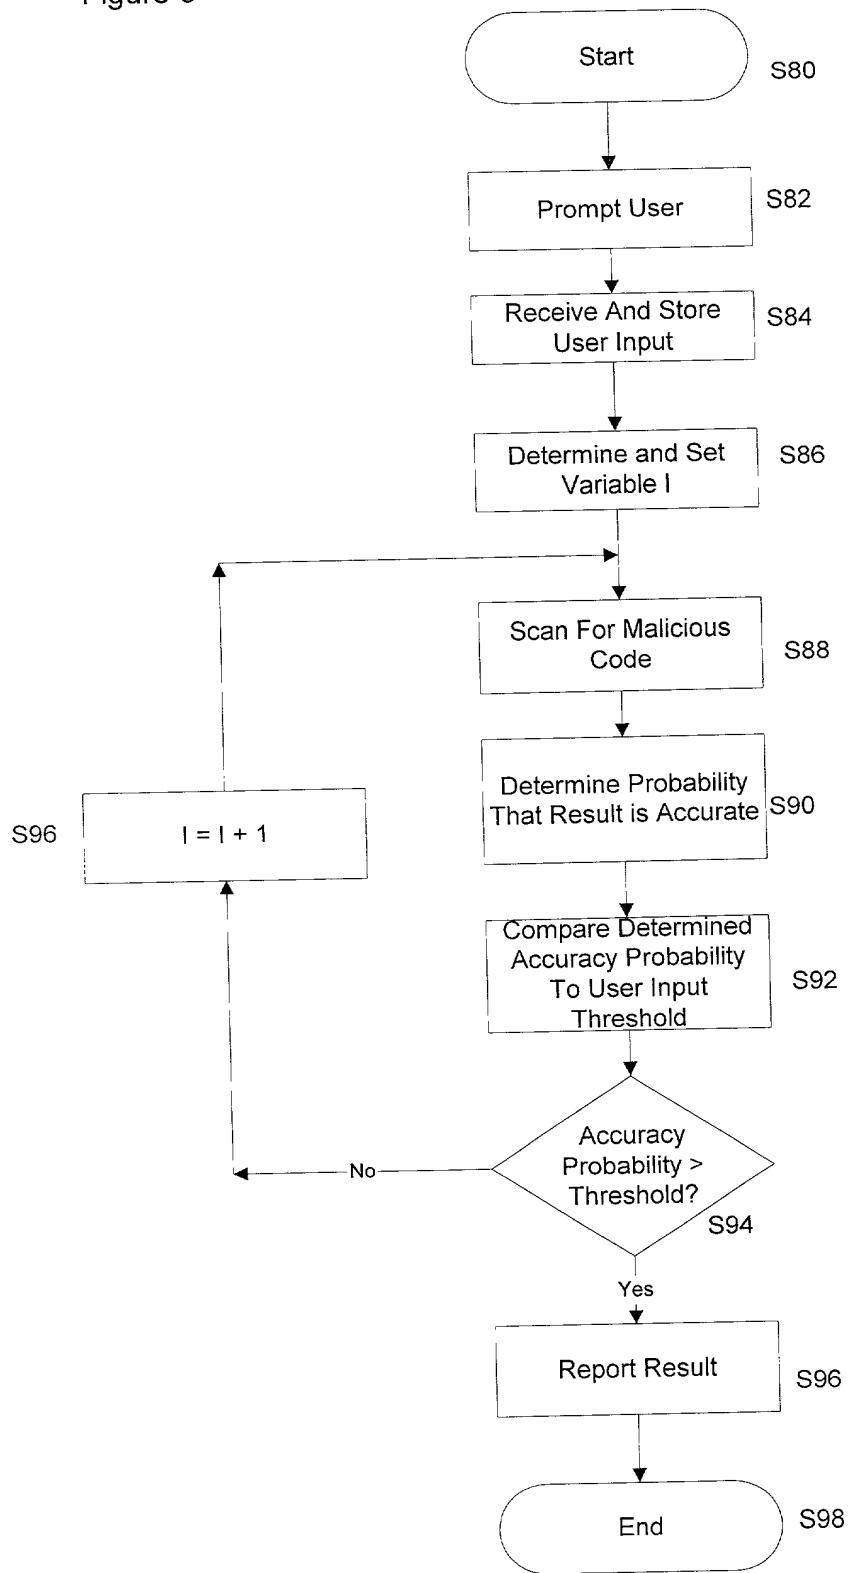 Start
S80
Prompt User
S82
Receive And Store
User Input
S84
Determine and Set
Variable I
S86
Scan For Malicious
Code
S88
Determine Probability
That Result is Accurate
S90
S96
I = I + 1
Compare Determined
Accuracy Probability
To User Input
Threshold
S92
Accuracy
Probability >
Threshold?
S94
No
Yes
Report Result
S96
End
S98